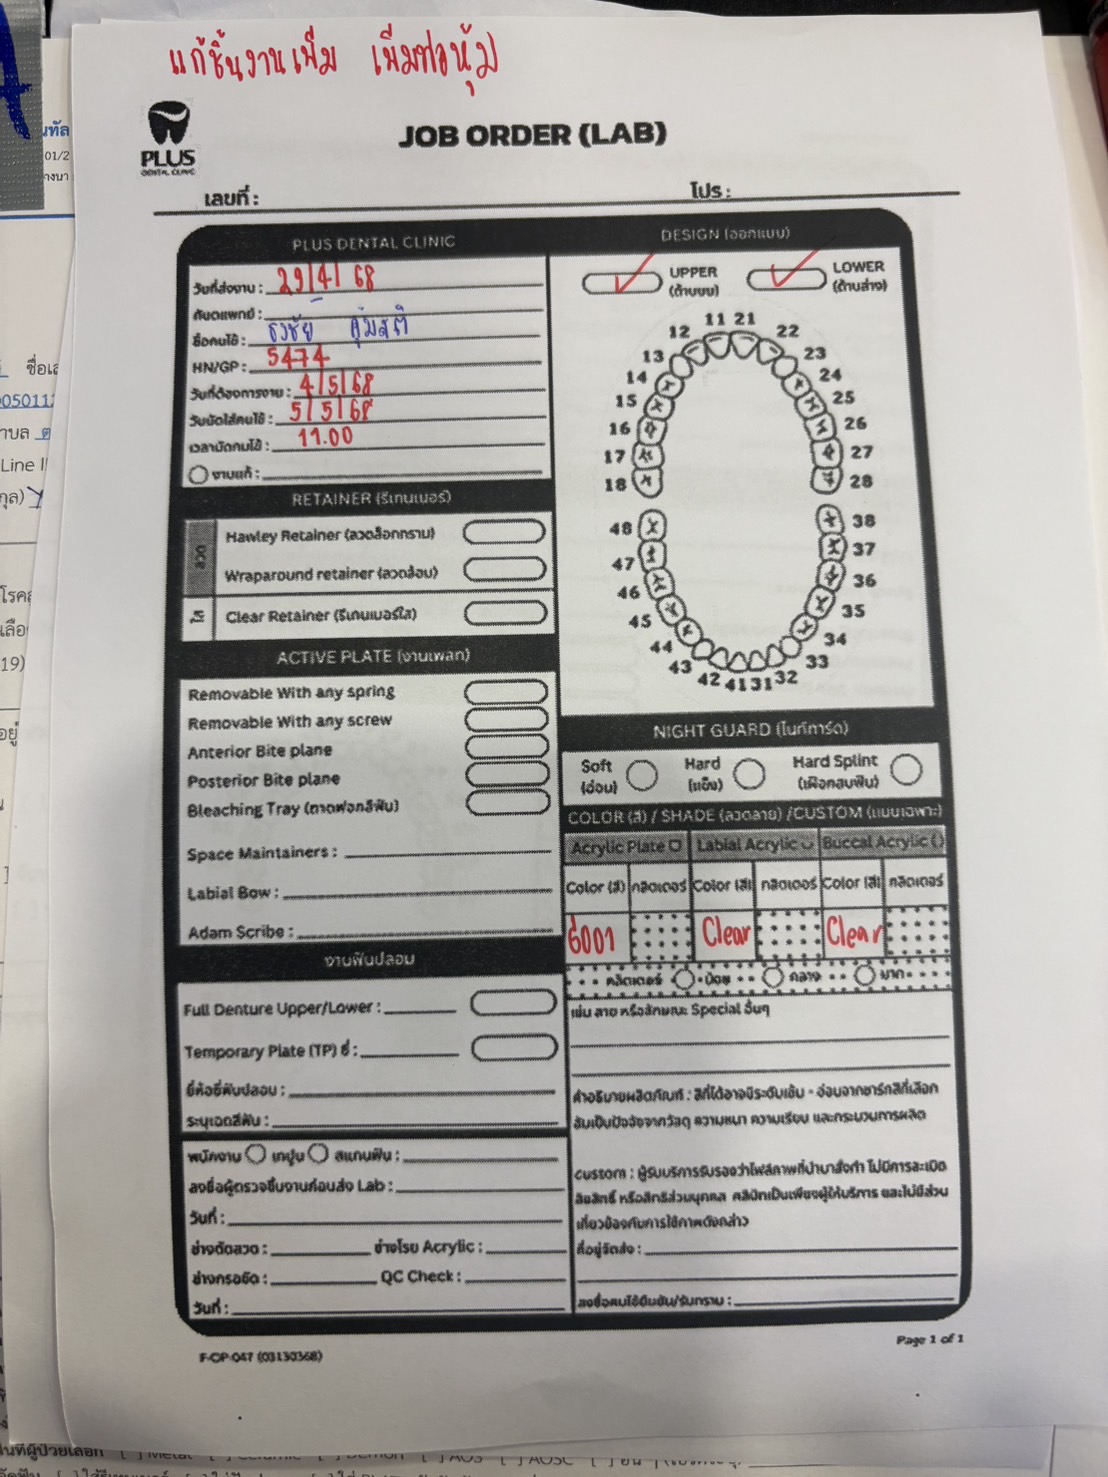 แก้ชิ้นงานเพิ่ม เพิ่มท่อหุ้ม
PLUS
DENTAL CLINIC
JOB ORDER (LAB)
เลขที่ :
โปร :
PLUS DENTAL CLINIC
วันที่ส่งงาน : 29/4/68
ทันตแพทย์ :
ชื่อคนไข้ : ธงชัย
HN/GP : 5474
วันที่ต้องการงาน : 4/5/68
วันนัดใส่คนไข้ : 5/5/68
เวลานัดคนไข้ : 11.00
งานแก้ :
RETAINER (รีเทนเนอร์)
ลวด
Hawley Retainer (ลวดล็อกกราม)
Wraparound retainer (ลวดล้อม)
ใส
Clear Retainer (รีเทนเนอร์ใส)
ACTIVE PLATE (งานเพลท)
Removable With any spring
Removable With any screw
Anterior Bite plane
Posterior Bite plane
Bleaching Tray (ถาดฟอกสีฟัน)
Space Maintainers :
Labial Bow :
Adam Scribe :
งานฟันปลอม
Full Denture Upper/Lower :
Temporary Plate (TP) ซี่ :
ยี่ห้อซี่ฟันปลอม :
ระบุเฉดสีฟัน :
พนักงาน เทปูน สแกนฟัน :
ลงชื่อผู้ตรวจชิ้นงานก่อนส่ง Lab :
วันที่ :
ช่างดัดลวด : ช่างโรย Acrylic :
ช่างกรอขัด : QC Check :
วันที่ :
DESIGN (ออกแบบ)
UPPER
(ด้านบน)
LOWER
(ด้านล่าง)
11 21
12 22
13 23
14 24
15 25
16 26
17 27
18 28
48 38
47 37
46 36
45 35
44 34
43 33
42 41 31 32
NIGHT GUARD (ไนท์การ์ด)
Soft
(อ่อน)
Hard
(แข็ง)
Hard Splint
(เฝือกสบฟัน)
COLOR (สี) / SHADE (ลวดลาย) /CUSTOM (แบบเฉพาะ)
Acrylic Plate Labial Acrylic Buccal Acrylic
Color (สี) กลิตเตอร์ Color (สี) กลิตเตอร์ Color (สี) กลิตเตอร์
6001 Clear Clear
กลิตเตอร์ น้อย กลาง มาก
เช่น ลาย หรือลักษณะ Special อื่นๆ
คำอธิบายผลิตภัณฑ์ : สีที่ได้อาจมีระดับเข้ม - อ่อนจากชาร์ทสีที่เลือก
อันเป็นปัจจัยจากวัสดุ ความหนา ความเรียบ และกระบวนการผลิต
custom : ผู้รับบริการรับรองว่าไฟล์ภาพที่นำมาสั่งทำ ไม่มีการละเมิด
ลิขสิทธิ์ หรือสิทธิส่วนบุคคล คลินิกเป็นเพียงผู้ให้บริการ และไม่มีส่วน
เกี่ยวข้องกับการใช้ภาพดังกล่าว
ที่อยู่จัดส่ง :
ลงชื่อคนไข้ยืนยัน/รับทราบ :
F-OP-047 (03130368)
Page 1 of 1